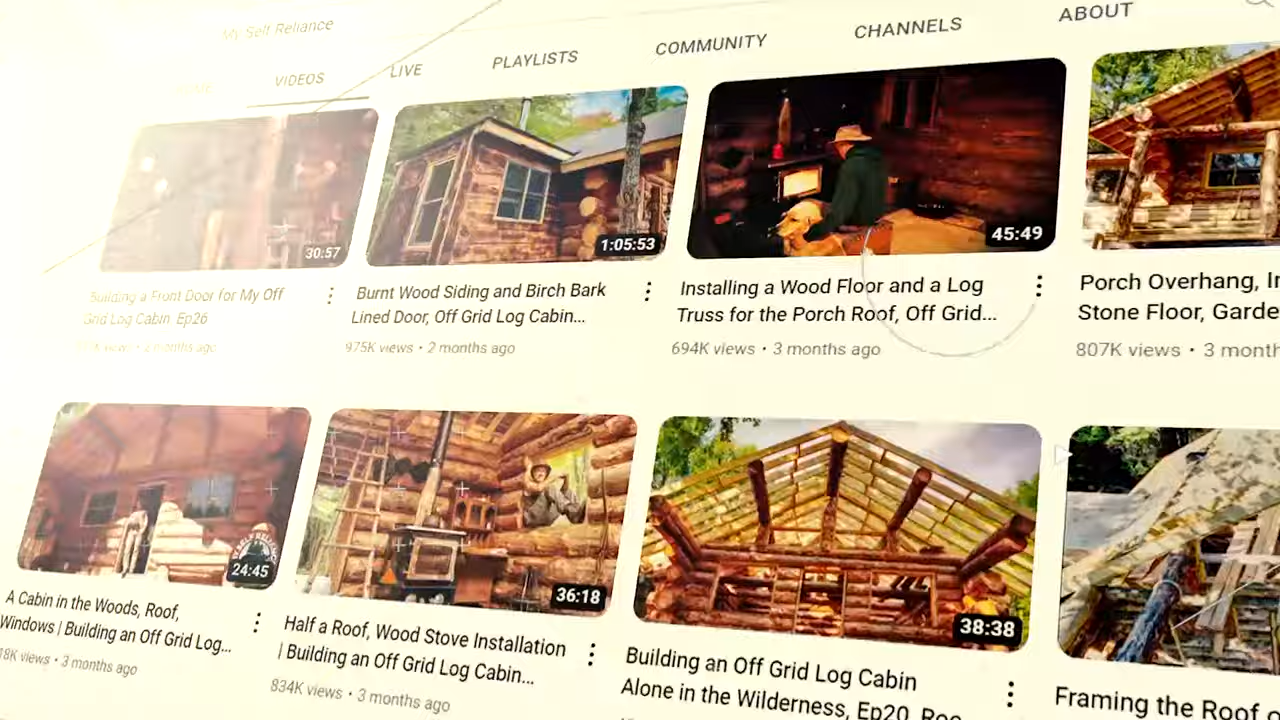 My Self Reliance
HOME VIDEOS LIVE PLAYLISTS COMMUNITY CHANNELS ABOUT
30:57
1:05:53
45:49
Building a Front Door for My Off
Grid Log Cabin, Ep26
views • 2 months ago
Burnt Wood Siding and Birch Bark
Lined Door, Off Grid Log Cabin...
975K views • 2 months ago
Installing a Wood Floor and a Log
Truss for the Porch Roof, Off Grid...
694K views • 3 months ago
Porch Overhang,
Stone Floor,
807K views • 3
24:45
36:18
38:38
A Cabin in the Woods, Roof,
Windows | Building an Off Grid Log...
views • 3 months ago
Half a Roof, Wood Stove Installation
| Building an Off Grid Log Cabin...
834K views • 3 months ago
Building an Off Grid Log Cabin
Alone in the Wilderness, Ep20,
Framing the Roof